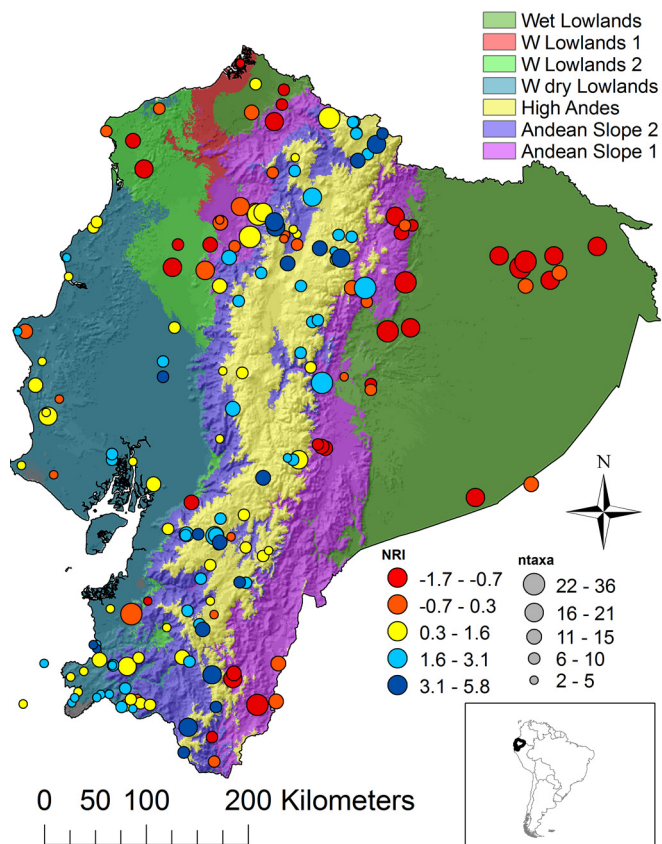 Wet Lowlands
W Lowlands 1
W Lowlands 2
W dry Lowlands
High Andes
Andean Slope 2
Andean Slope 1
N
NRI
-1.7 - -0.7
-0.7 - 0.3
0.3 - 1.6
1.6 - 3.1
3.1 - 5.8
ntaxa
22 - 36
16 - 21
11 - 15
6 - 10
2 - 5
0 50 100 200 Kilometers